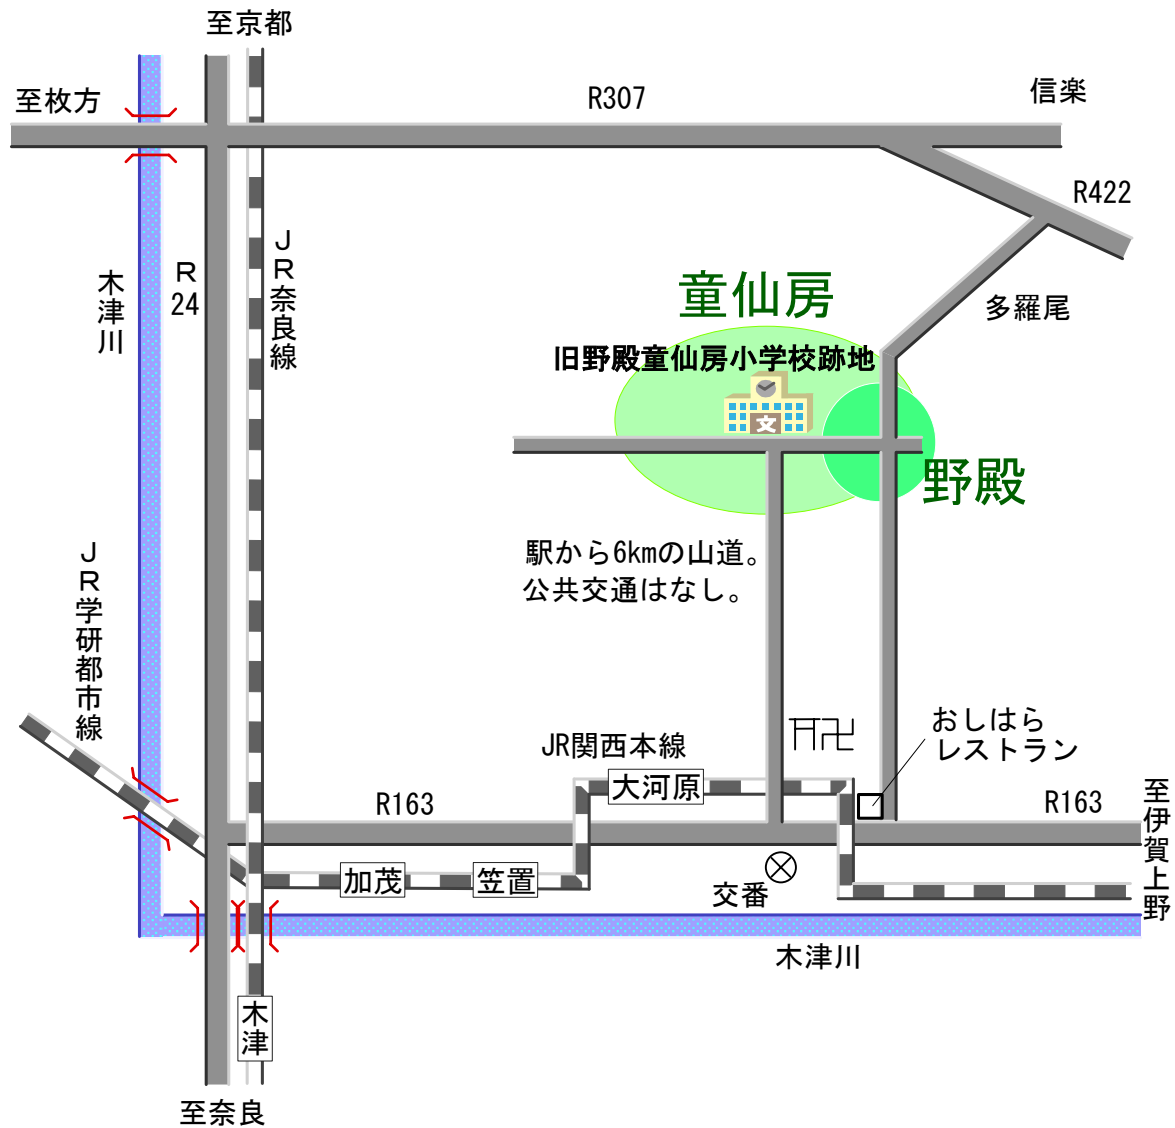 至京都
至枚方
R307
信楽
R422
JR奈良線
R
24
木津川
童仙房
多羅尾
旧野殿童仙房小学校跡地
文
野殿
駅から6kmの山道。
公共交通はなし。
JR学研都市線
おしはら
レストラン
JR関西本線
大河原
R163
R163
至伊賀上野
加茂
笠置
交番
木津川
木津
至奈良